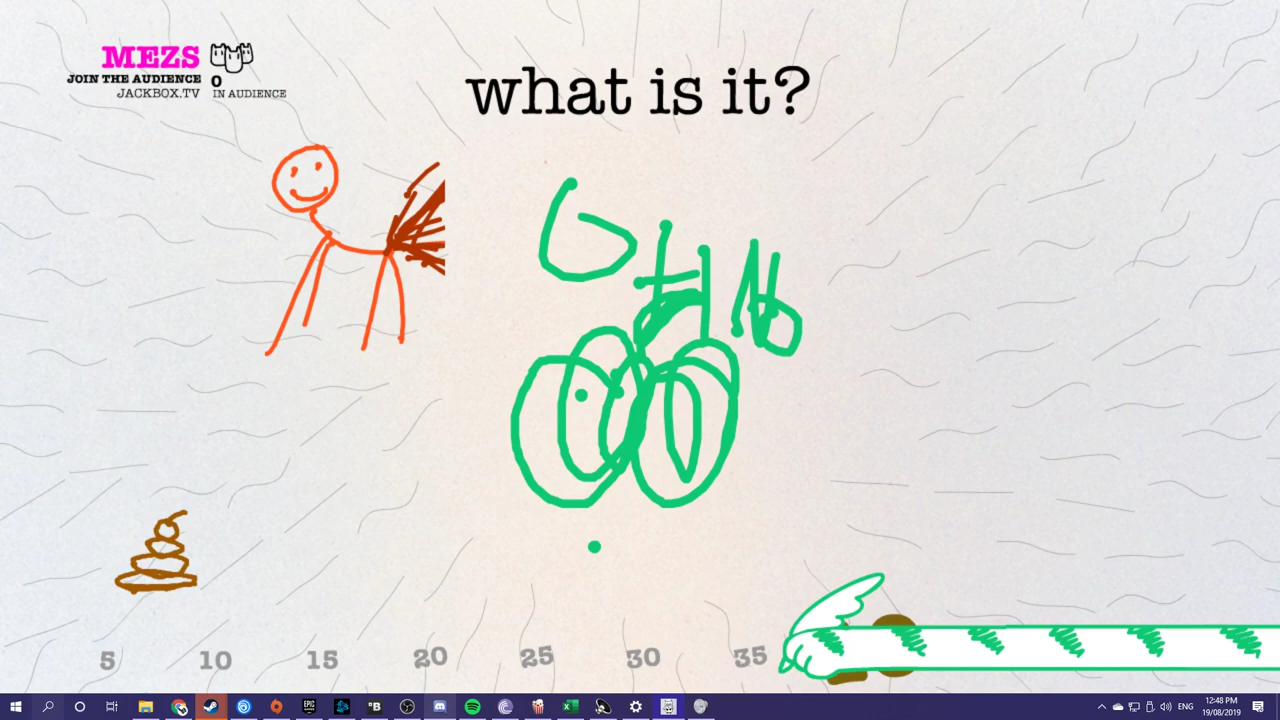 MEZS
JOIN THE AUDIENCE
JACKBOX.TV
0
IN AUDIENCE
what is it?
5 10 15 20 25 30 35
EPIC
B
ENG
12:48 PM
19/08/2019